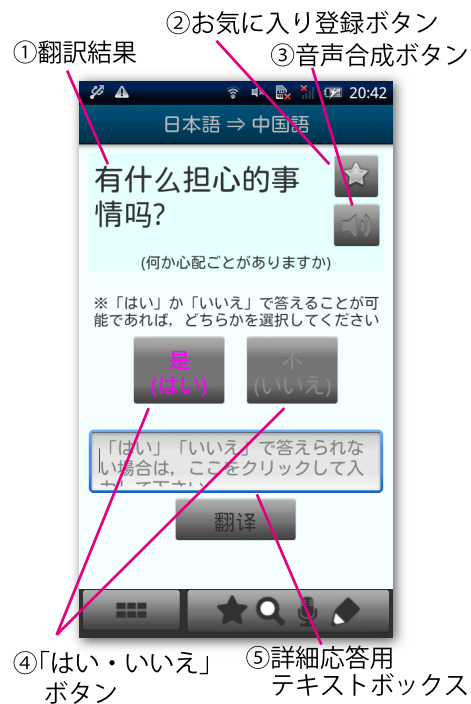 ②お気に入り登録ボタン
①翻訳結果
③音声合成ボタン
20:42
日本語 ⇒ 中国語
有什么担心的事
情吗?
(何か心配ごとがありますか)
※「はい」か「いいえ」で答えることが可
能であれば，どちらかを選択してください
是
(はい)
不
(いいえ)
「はい」「いいえ」で答えられな
い場合は，ここをクリックして入
力して下さい
翻译
④「はい・いいえ」
ボタン
⑤詳細応答用
テキストボックス